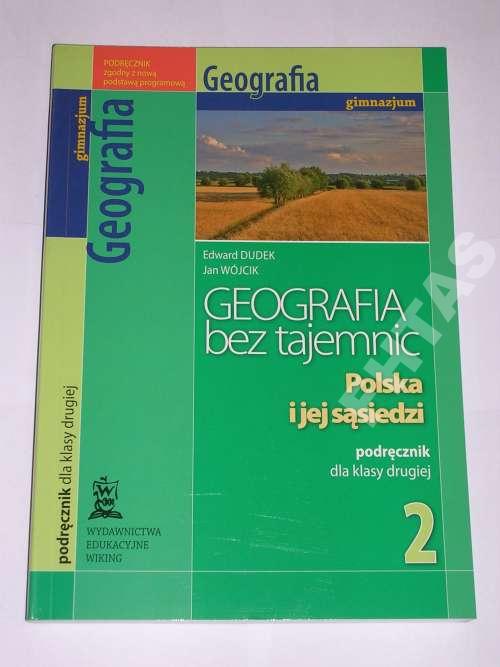 PODRĘCZNIK
zgodny z nową
podstawą programową
Geografia
gimnazjum
Geografia
gimnazjum
Edward DUDEK
Jan WÓJCIK
GEOGRAFIA
bez tajemnic
Polska
i jej sąsiedzi
podręcznik
dla klasy drugiej
2
podręcznik dla klasy drugiej
W
WYDAWNICTWA
EDUKACYJNE
WIKING
PHTAS